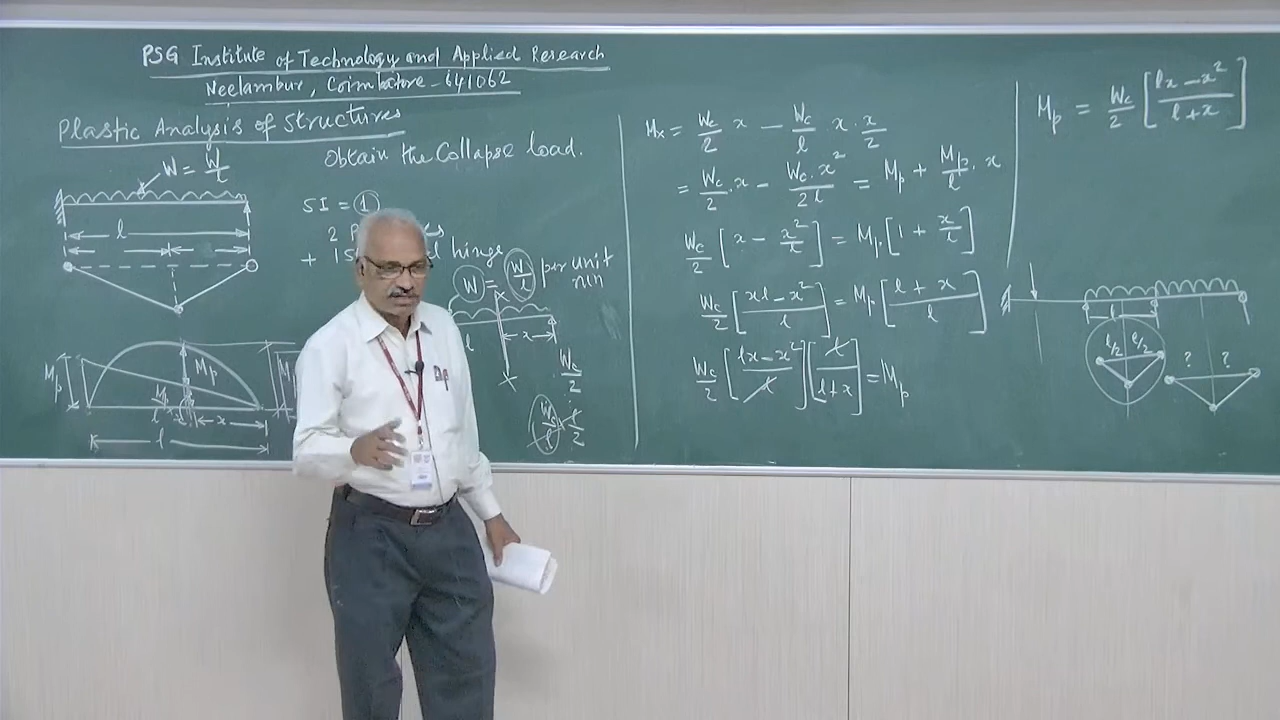 PSG Institute of Technology and Applied Research
Neelambur, Coimbatore - 641062
Plastic Analysis of Structures
Obtain the Collapse load.
W = W/l
SI = 1
2 P
+ 1 hinge
W = W/l per unit run
l
l
x
Wc/2
Wc/l × l/2
Mp
Mp
x
l
Mx = Wc/2 x - Wc/l . x . x/2
= Wc/2 . x - Wc . x²/2l = Mp + Mp/l . x
Wc/2 [x - x²/l] = Mp . [1 + x/l]
Wc/2 [xl - x²/l] = Mp [l + x/l]
Wc/2 [lx - x²/l] [l/l+x] = Mp
Mp = Wc/2 [lx - x²/l + x]
l
l/2 l/2
? ?